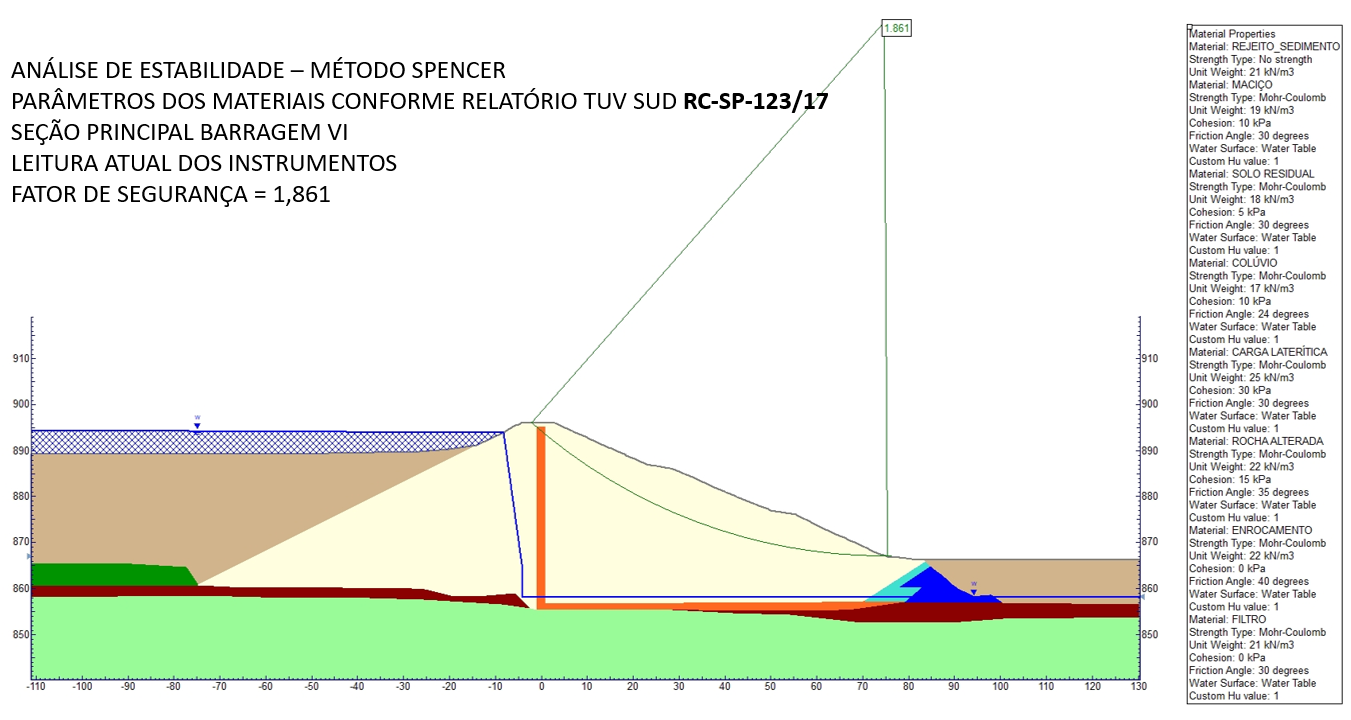 1.861
ANÁLISE DE ESTABILIDADE – MÉTODO SPENCER
PARÂMETROS DOS MATERIAIS CONFORME RELATÓRIO TUV SUD RC-SP-123/17
SEÇÃO PRINCIPAL BARRAGEM VI
LEITURA ATUAL DOS INSTRUMENTOS
FATOR DE SEGURANÇA = 1,861
Material Properties
Material: REJEITO_SEDIMENTO
Strength Type: No strength
Unit Weight: 21 kN/m3
Material: MACIÇO
Strength Type: Mohr-Coulomb
Unit Weight: 19 kN/m3
Cohesion: 10 kPa
Friction Angle: 30 degrees
Water Surface: Water Table
Custom Hu value: 1
Material: SOLO RESIDUAL
Strength Type: Mohr-Coulomb
Unit Weight: 18 kN/m3
Cohesion: 5 kPa
Friction Angle: 30 degrees
Water Surface: Water Table
Custom Hu value: 1
Material: COLÚVIO
Strength Type: Mohr-Coulomb
Unit Weight: 17 kN/m3
Cohesion: 10 kPa
Friction Angle: 24 degrees
Water Surface: Water Table
Custom Hu value: 1
Material: CARGA LATERÍTICA
Strength Type: Mohr-Coulomb
Unit Weight: 25 kN/m3
Cohesion: 30 kPa
Friction Angle: 30 degrees
Water Surface: Water Table
Custom Hu value: 1
Material: ROCHA ALTERADA
Strength Type: Mohr-Coulomb
Unit Weight: 22 kN/m3
Cohesion: 15 kPa
Friction Angle: 35 degrees
Water Surface: Water Table
Custom Hu value: 1
Material: ENROCAMENTO
Strength Type: Mohr-Coulomb
Unit Weight: 22 kN/m3
Cohesion: 0 kPa
Friction Angle: 40 degrees
Water Surface: Water Table
Custom Hu value: 1
Material: FILTRO
Strength Type: Mohr-Coulomb
Unit Weight: 21 kN/m3
Cohesion: 0 kPa
Friction Angle: 30 degrees
Water Surface: Water Table
Custom Hu value: 1
910 910
900 900
W
890 890
880 880
870 870
W
860 860
850 850
-110 -100 -90 -80 -70 -60 -50 -40 -30 -20 -10 0 10 20 30 40 50 60 70 80 90 100 110 120 130